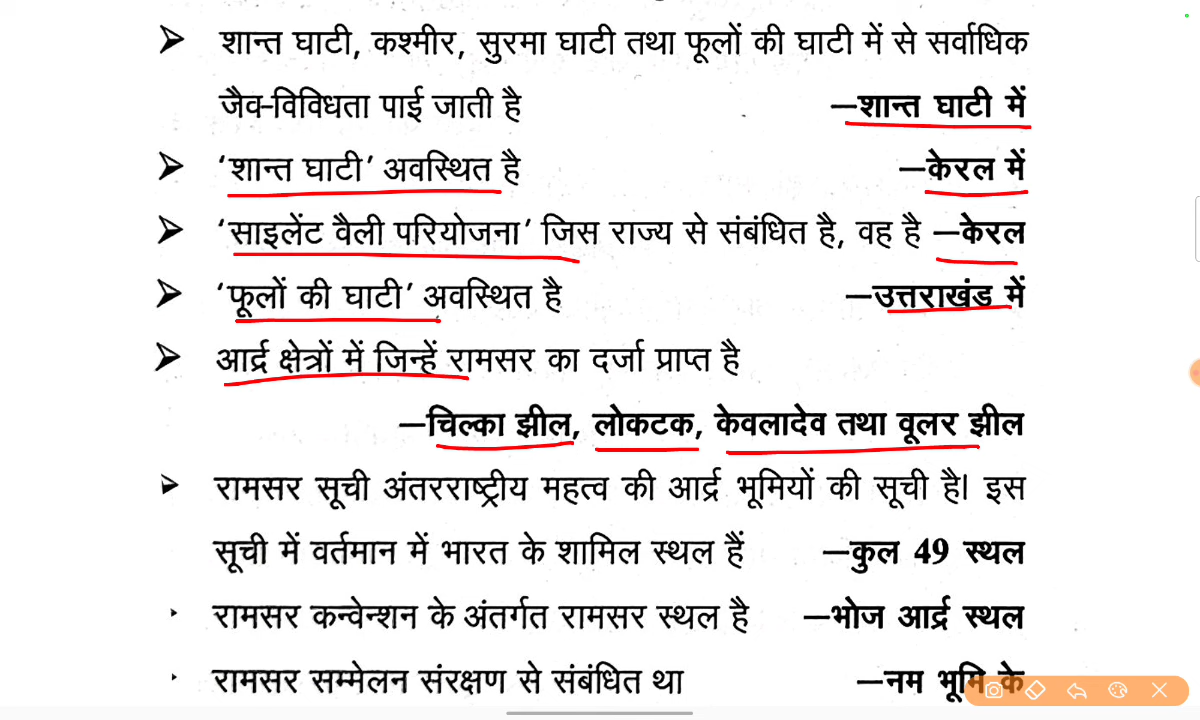 ➤ शान्त घाटी, कश्मीर, सुरमा घाटी तथा फूलों की घाटी में से सर्वाधिक
जैव-विविधता पाई जाती है —शान्त घाटी में
➤ ‘शान्त घाटी’ अवस्थित है —केरल में
➤ ‘साइलेंट वैली परियोजना’ जिस राज्य से संबंधित है, वह है —केरल
➤ ‘फूलों की घाटी’ अवस्थित है —उत्तराखंड में
➤ आर्द्र क्षेत्रों में जिन्हें रामसर का दर्जा प्राप्त है
—चिल्का झील, लोकटक, केवलादेव तथा वूलर झील
➤ रामसर सूची अंतरराष्ट्रीय महत्व की आर्द्र भूमियों की सूची है। इस
सूची में वर्तमान में भारत के शामिल स्थल हैं —कुल 49 स्थल
रामसर कन्वेन्शन के अंतर्गत रामसर स्थल है —भोज आर्द्र स्थल
रामसर सम्मेलन संरक्षण से संबंधित था —नम भूमि के